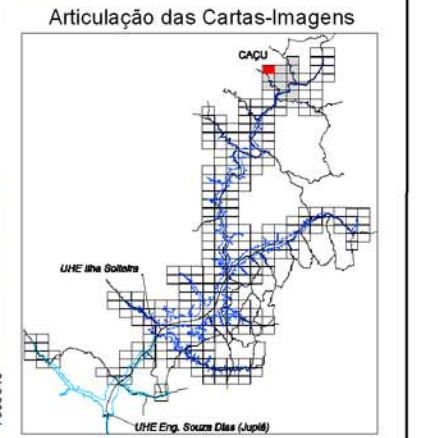 Articulação das Cartas-Imagens
CAÇU
UHE Ilha Solteira
UHE Eng. Souza Dias (Jupiá)